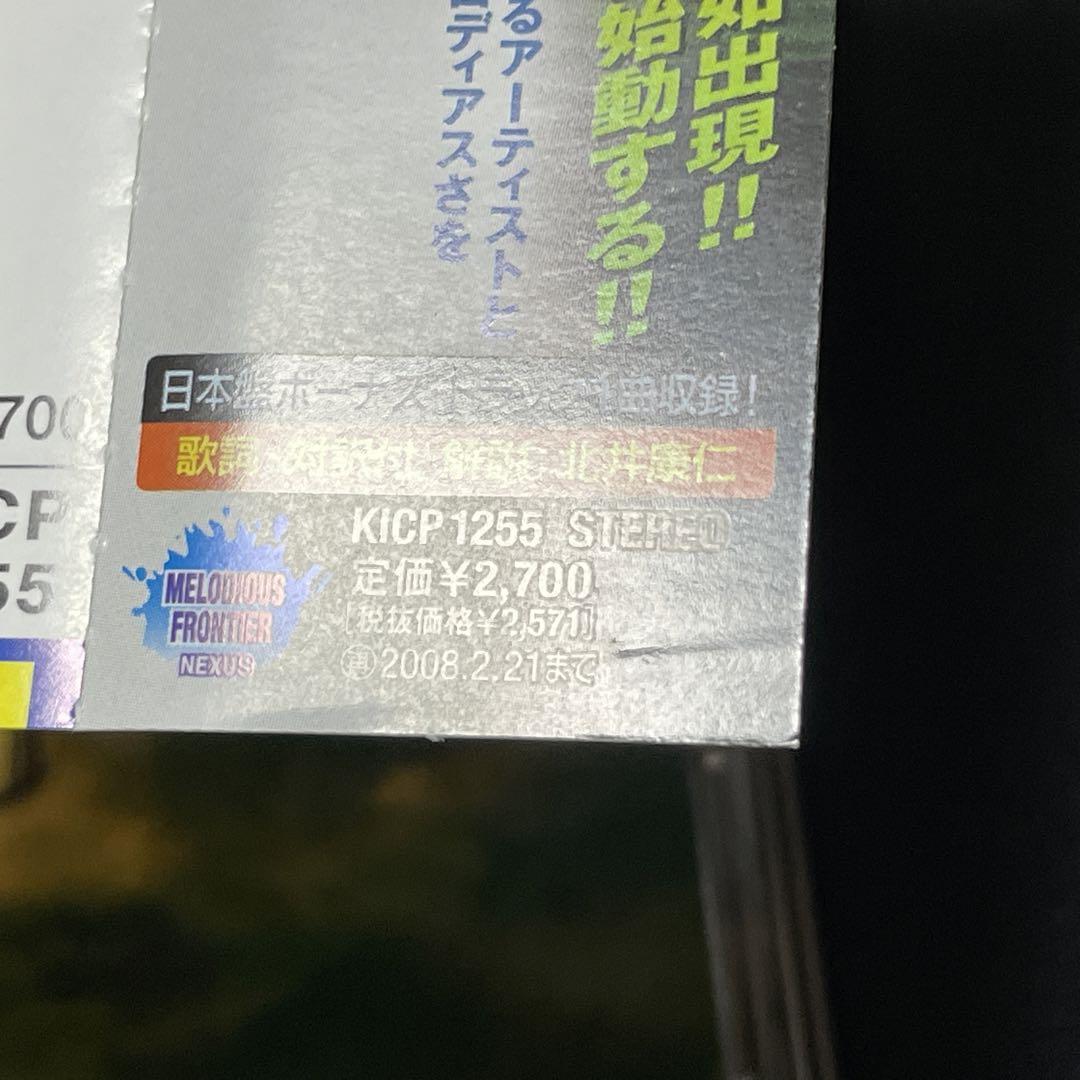 如出現!!
始動する!!
るアーティストと
ディアスさを
日本盤ボーナストラック 1曲収録!
歌詞・対訳付 解説: 北井康仁
KICP 1255 STEREO
定価¥2,700
[税抜価格¥2,571]
再 2008.2.21まで
MELODIOUS
FRONTIER
NEXUS
700
CP
55